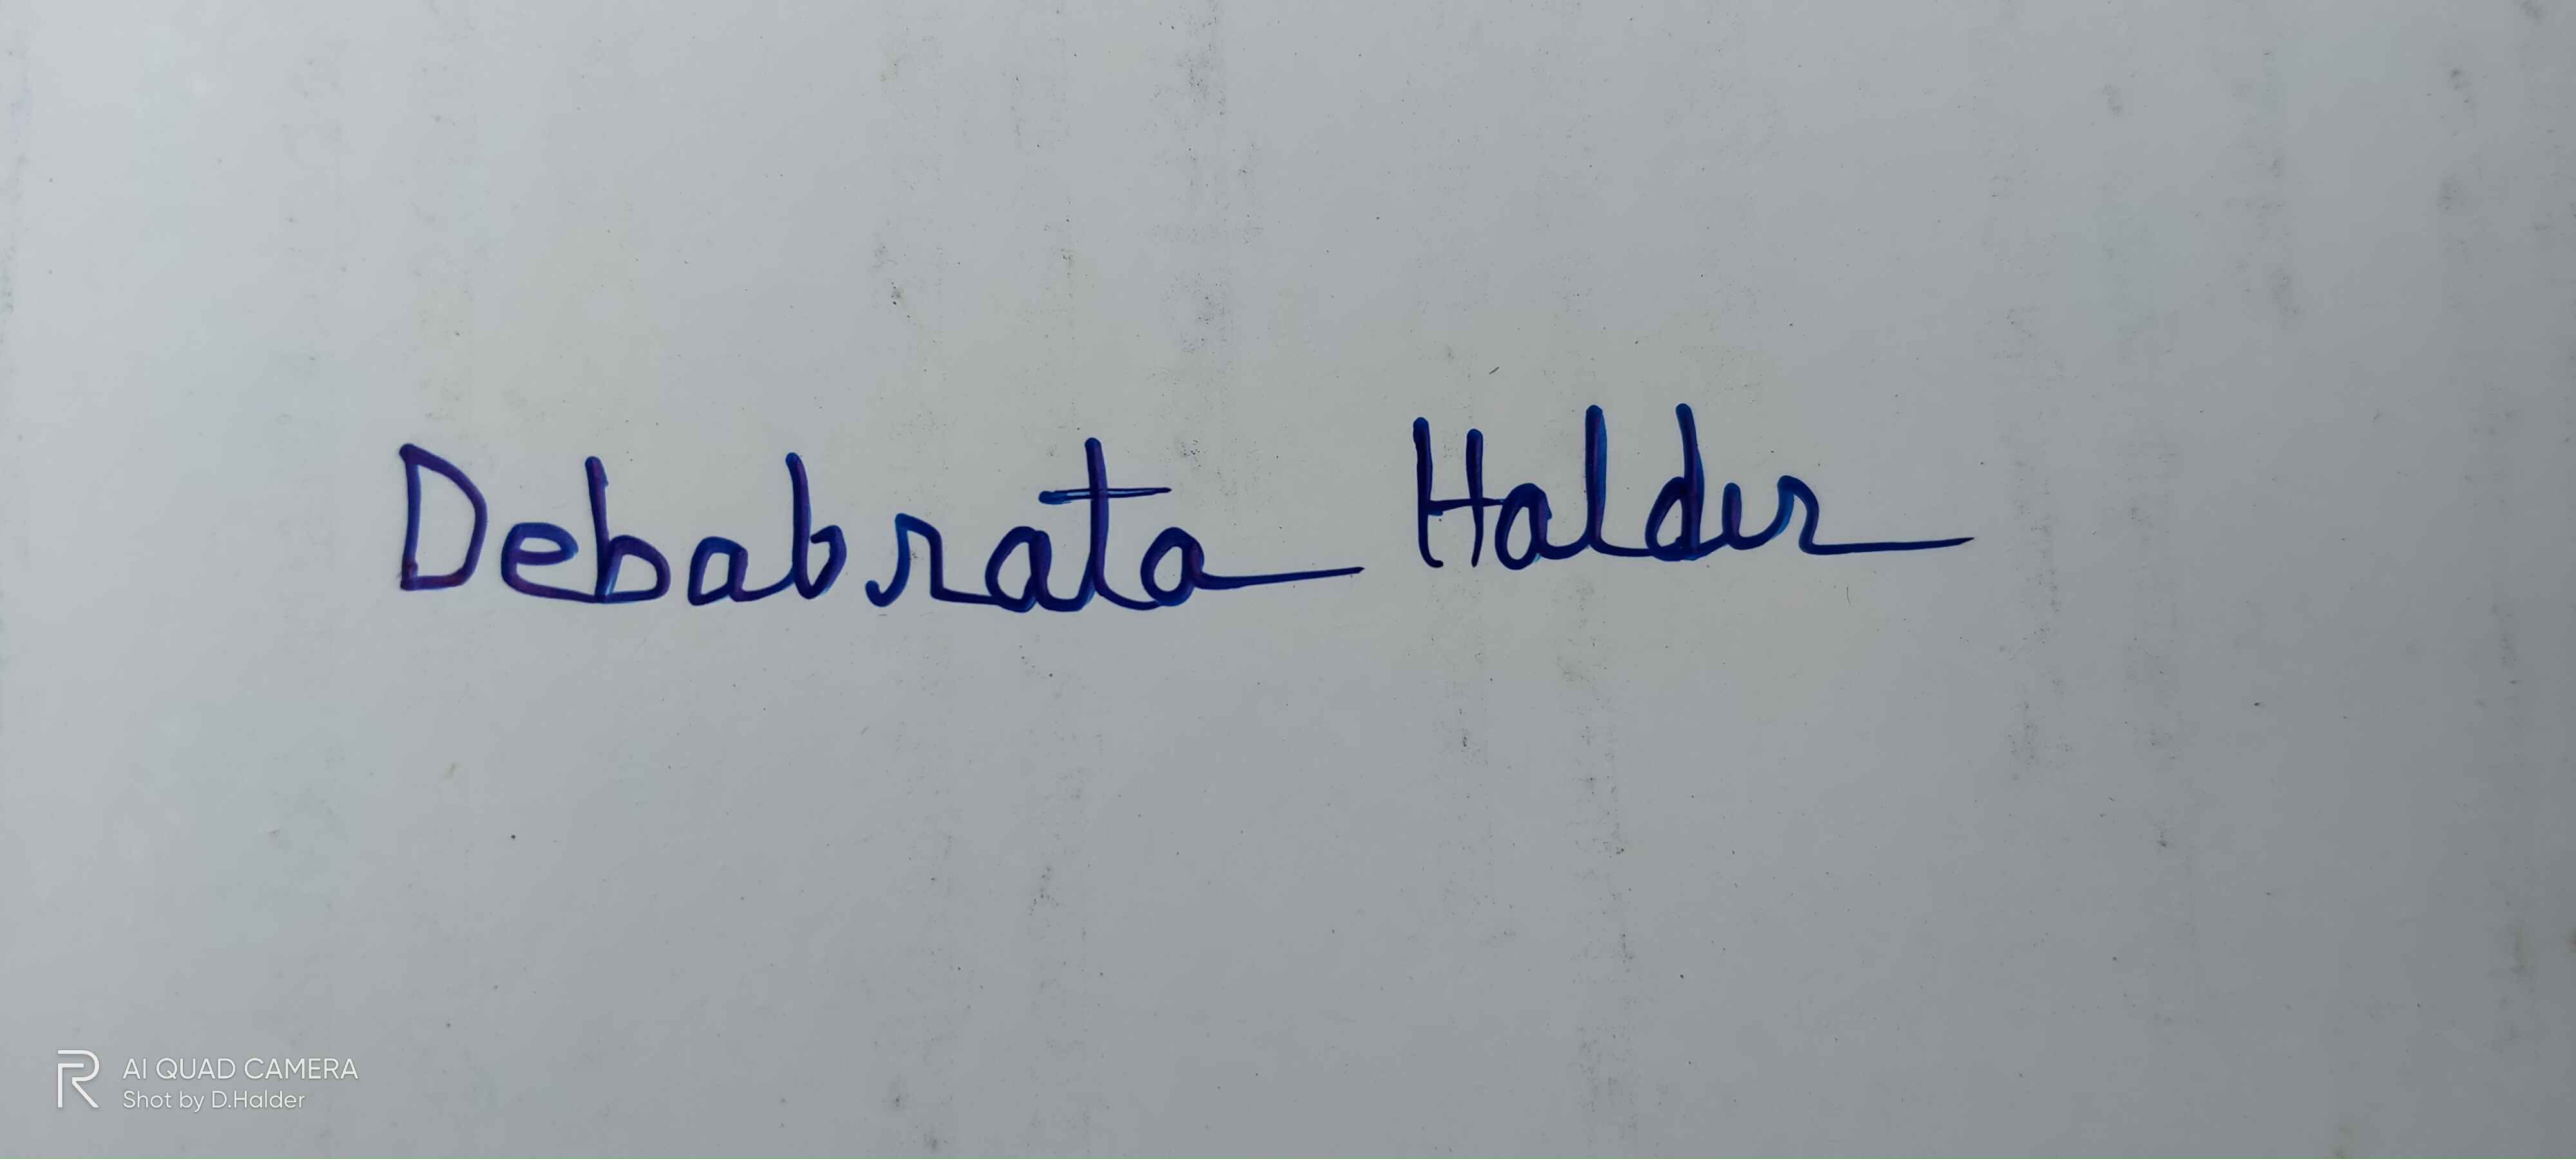 Debabrata Halder
AI QUAD CAMERA
Shot by D.Halder